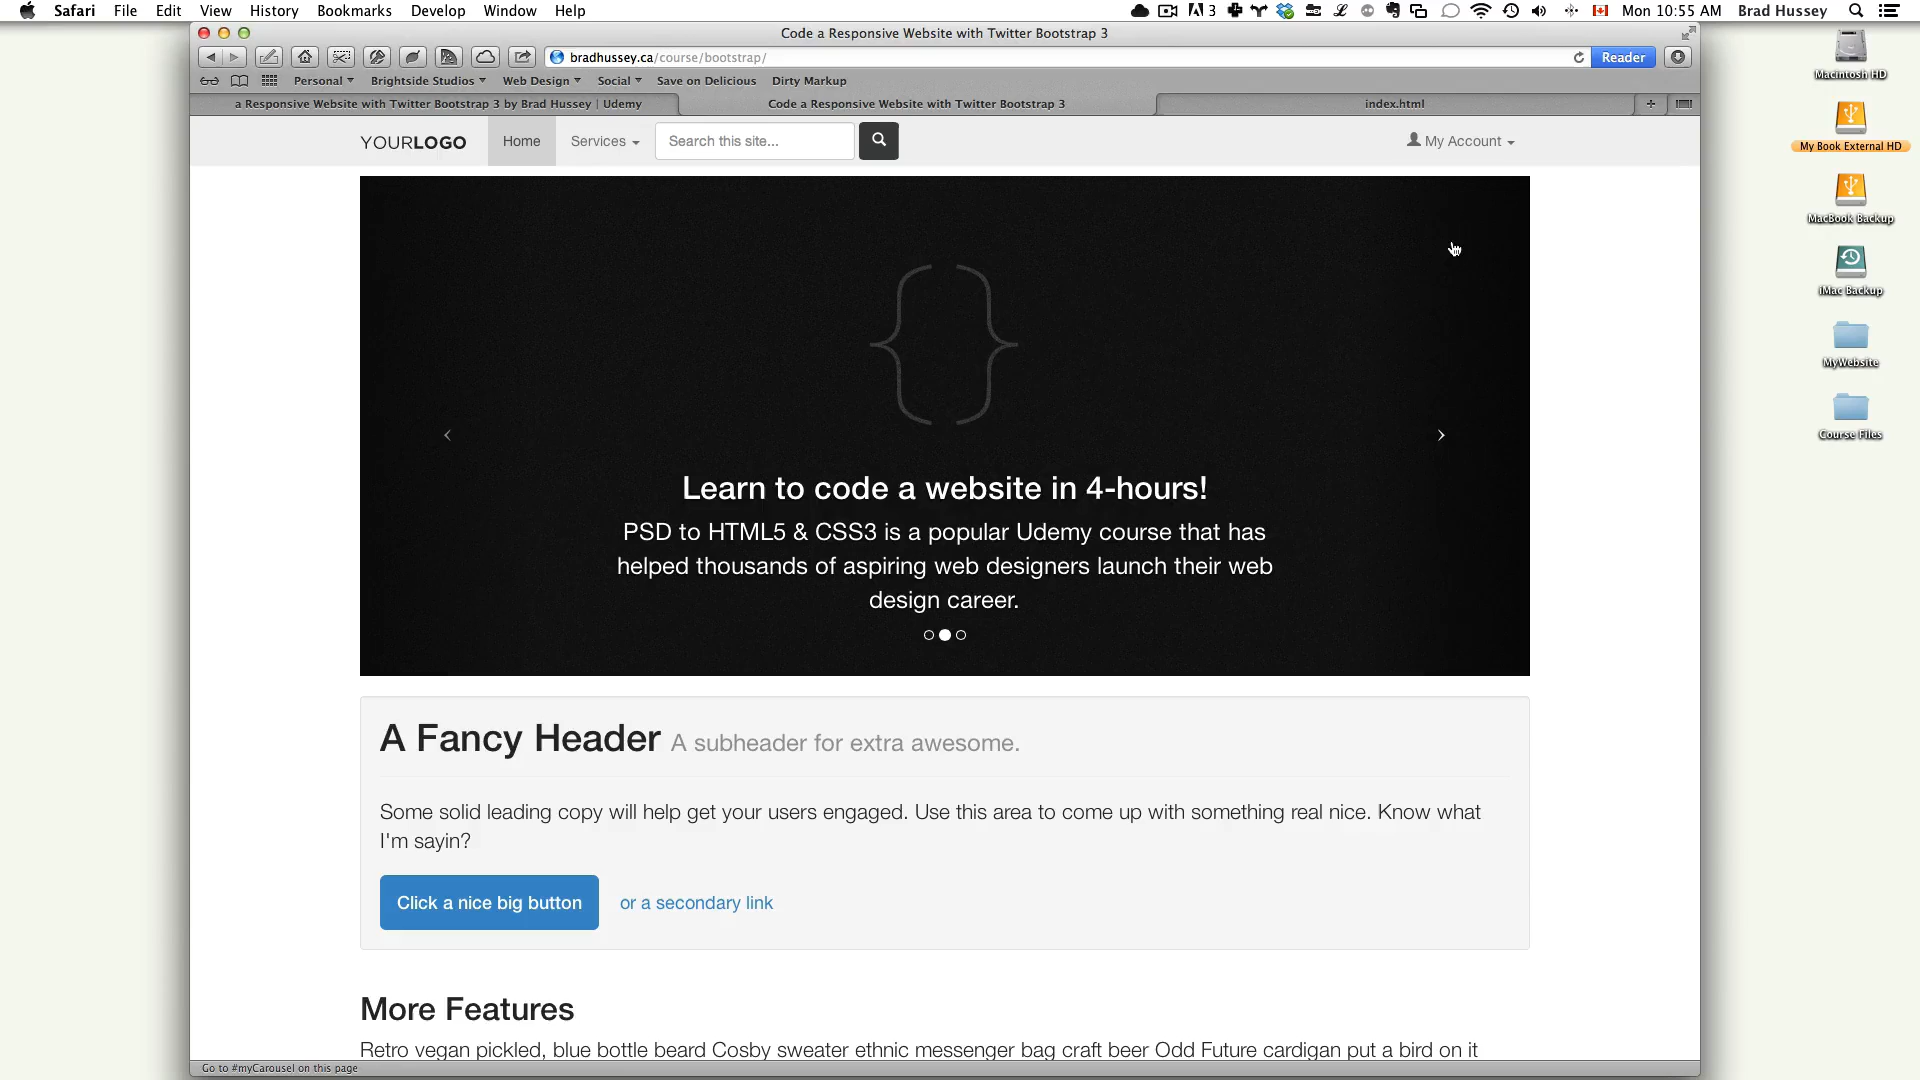 Safari File Edit View History Bookmarks Develop Window Help 3 Mon 10:55 AM Brad Hussey
Code a Responsive Website with Twitter Bootstrap 3
bradhussey.ca/course/bootstrap/ Reader
Personal Brightside Studios Web Design Social Save on Delicious Dirty Markup
a Responsive Website with Twitter Bootstrap 3 by Brad Hussey | Udemy Code a Responsive Website with Twitter Bootstrap 3 index.html +
YOURLOGO Home Services Search this site... My Account
Learn to code a website in 4-hours!
PSD to HTML5 & CSS3 is a popular Udemy course that has
helped thousands of aspiring web designers launch their web
design career.
A Fancy Header A subheader for extra awesome.
Some solid leading copy will help get your users engaged. Use this area to come up with something real nice. Know what
I'm sayin?
Click a nice big button or a secondary link
More Features
Retro vegan pickled, blue bottle beard Cosby sweater ethnic messenger bag craft beer Odd Future cardigan put a bird on it
Go to #myCarousel on this page
Macintosh HD
My Book External HD
MacBook Backup
iMac Backup
MyWebsite
Course Files